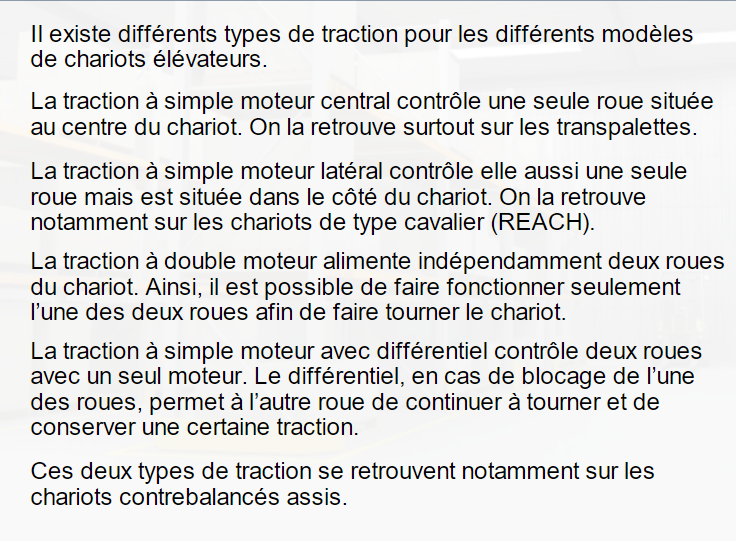 Il existe différents types de traction pour les différents modèles
de chariots élévateurs.
La traction à simple moteur central contrôle une seule roue située
au centre du chariot. On la retrouve surtout sur les transpalettes.
La traction à simple moteur latéral contrôle elle aussi une seule
roue mais est située dans le côté du chariot. On la retrouve
notamment sur les chariots de type cavalier (REACH).
La traction à double moteur alimente indépendamment deux roues
du chariot. Ainsi, il est possible de faire fonctionner seulement
l’une des deux roues afin de faire tourner le chariot.
La traction à simple moteur avec différentiel contrôle deux roues
avec un seul moteur. Le différentiel, en cas de blocage de l’une
des roues, permet à l’autre roue de continuer à tourner et de
conserver une certaine traction.
Ces deux types de traction se retrouvent notamment sur les
chariots contrebalancés assis.